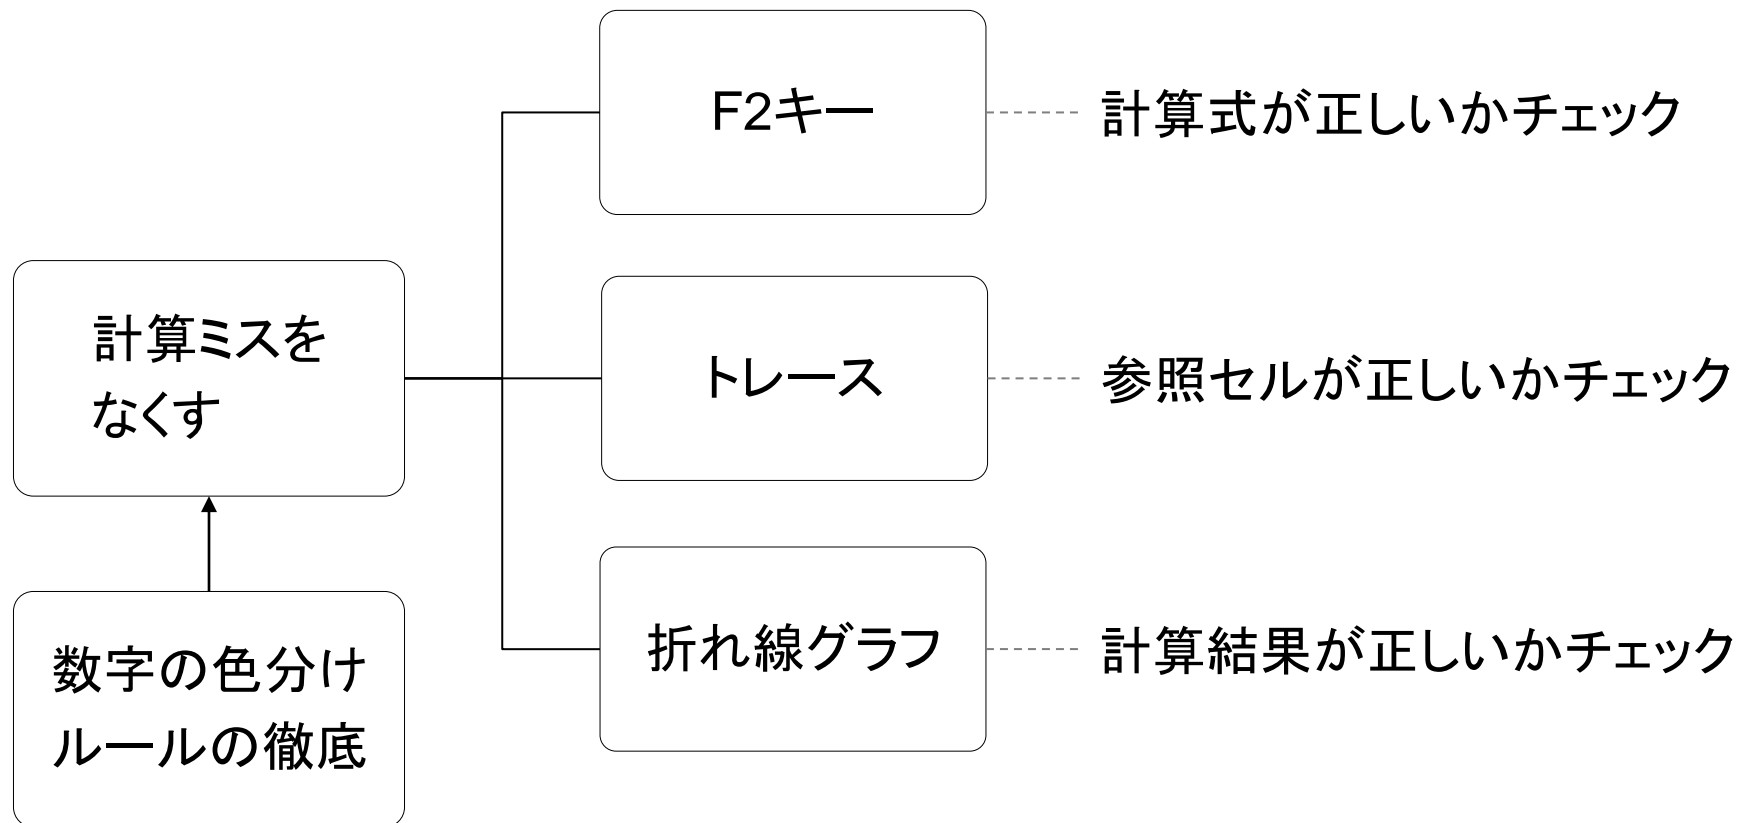 F2キー
計算式が正しいかチェック
計算ミスを
なくす
トレース
参照セルが正しいかチェック
数字の色分け
ルールの徹底
折れ線グラフ
計算結果が正しいかチェック